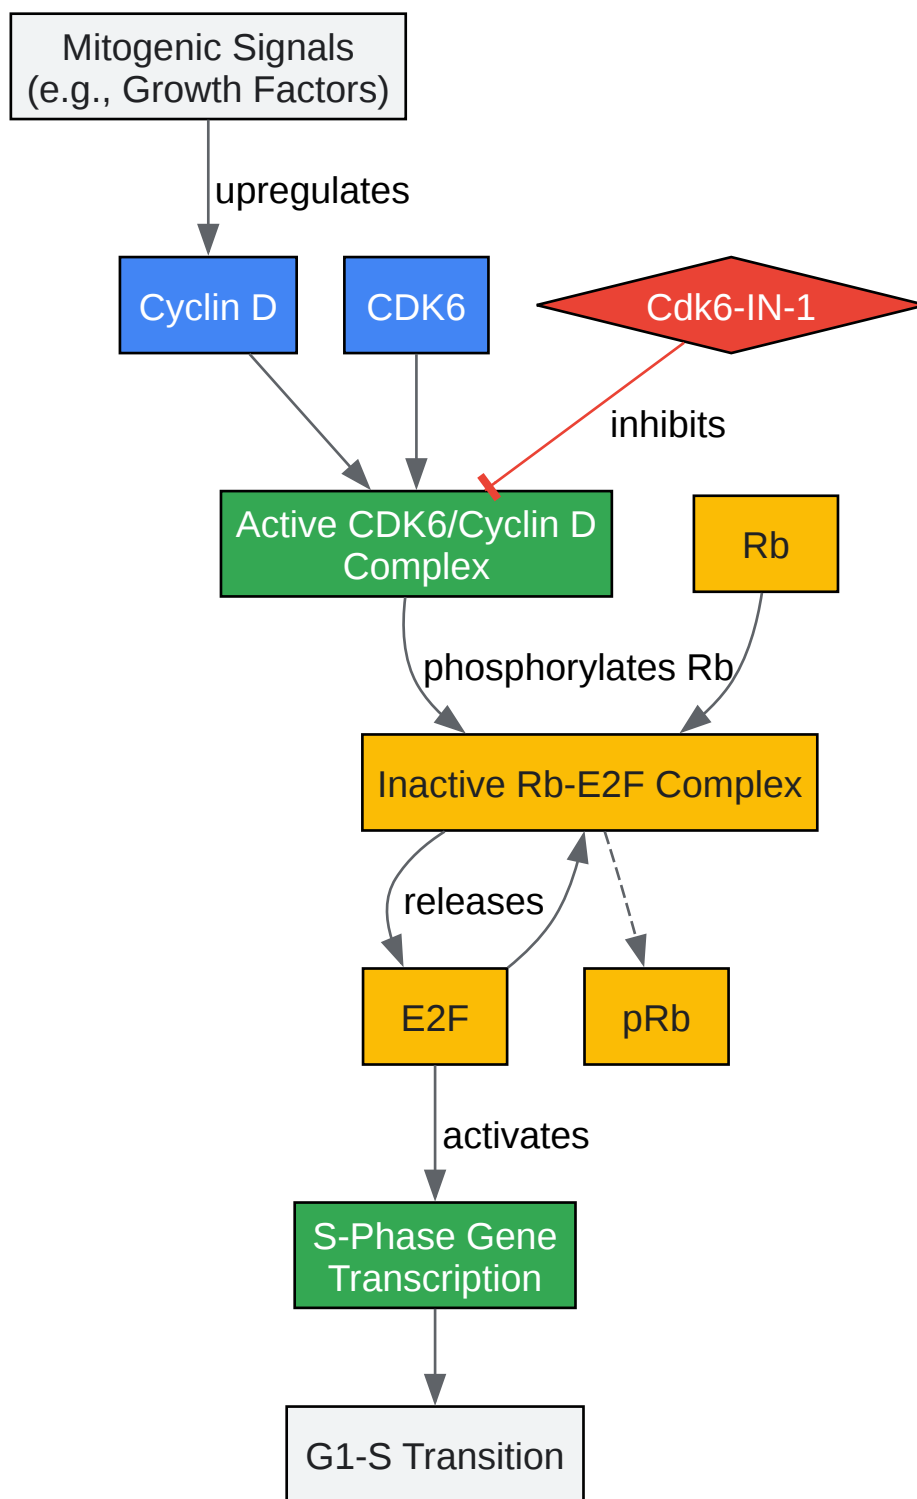 Mitogenic Signals
(e.g., Growth Factors)
upregulates
Cyclin D
CDK6
Cdk6-IN-1
inhibits
Active CDK6/Cyclin D
Complex
Rb
phosphorylates Rb
Inactive Rb-E2F Complex
releases
E2F
pRb
activates
S-Phase Gene
Transcription
G1-S Transition